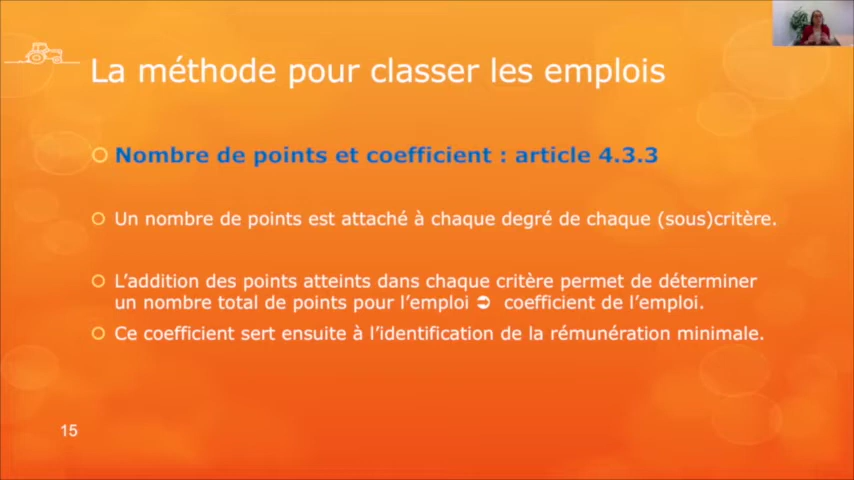 La méthode pour classer les emplois
Nombre de points et coefficient : article 4.3.3
Un nombre de points est attaché à chaque degré de chaque (sous)critère.
L'addition des points atteints dans chaque critère permet de déterminer
un nombre total de points pour l'emploi ➲ coefficient de l'emploi.
Ce coefficient sert ensuite à l'identification de la rémunération minimale.
15